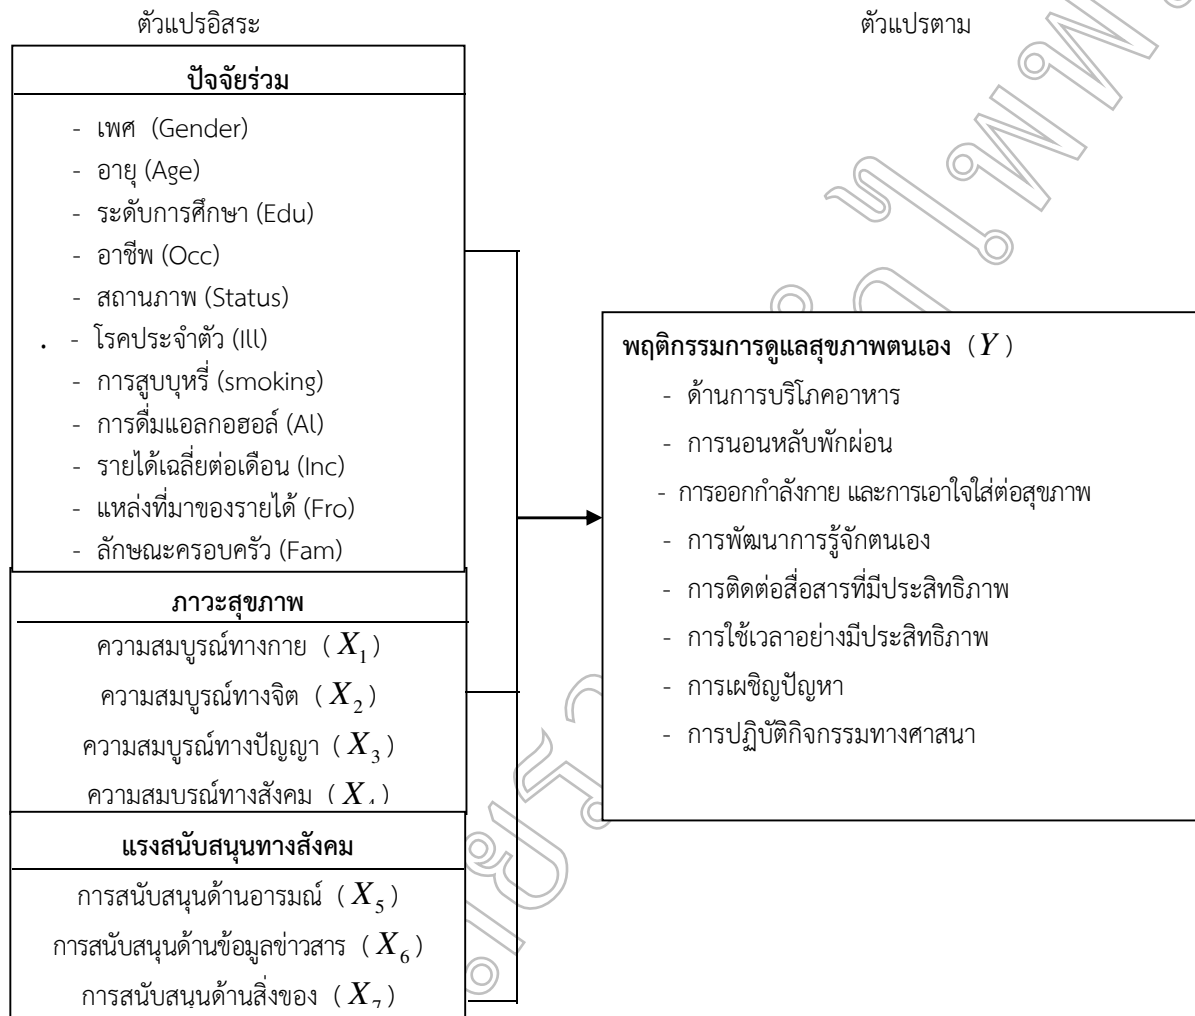 ตัวแปรอิสระ
ตัวแปรตาม
ปัจจัยร่วม
- เพศ (Gender)
- อายุ (Age)
- ระดับการศึกษา (Edu)
- อาชีพ (Occ)
- สถานภาพ (Status)
. - โรคประจำตัว (Ill)
- การสูบบุหรี่ (smoking)
- การดื่มแอลกอฮอล์ (Al)
- รายได้เฉลี่ยต่อเดือน (Inc)
- แหล่งที่มาของรายได้ (Fro)
- ลักษณะครอบครัว (Fam)
ภาวะสุขภาพ
ความสมบูรณ์ทางกาย (X₁)
ความสมบูรณ์ทางจิต (X₂)
ความสมบูรณ์ทางปัญญา (X₃)
ความสมบูรณ์ทางสังคม (X₄)
แรงสนับสนุนทางสังคม
การสนับสนุนด้านอารมณ์ (X₅)
การสนับสนุนด้านข้อมูลข่าวสาร (X₆)
การสนับสนุนด้านสิ่งของ (X₇)
พฤติกรรมการดูแลสุขภาพตนเอง (Y)
- ด้านการบริโภคอาหาร
- การนอนหลับพักผ่อน
- การออกกำลังกาย และการเอาใจใส่ต่อสุขภาพ
- การพัฒนาการรู้จักตนเอง
- การติดต่อสื่อสารที่มีประสิทธิภาพ
- การใช้เวลาอย่างมีประสิทธิภาพ
- การเผชิญปัญหา
- การปฏิบัติกิจกรรมทางศาสนา